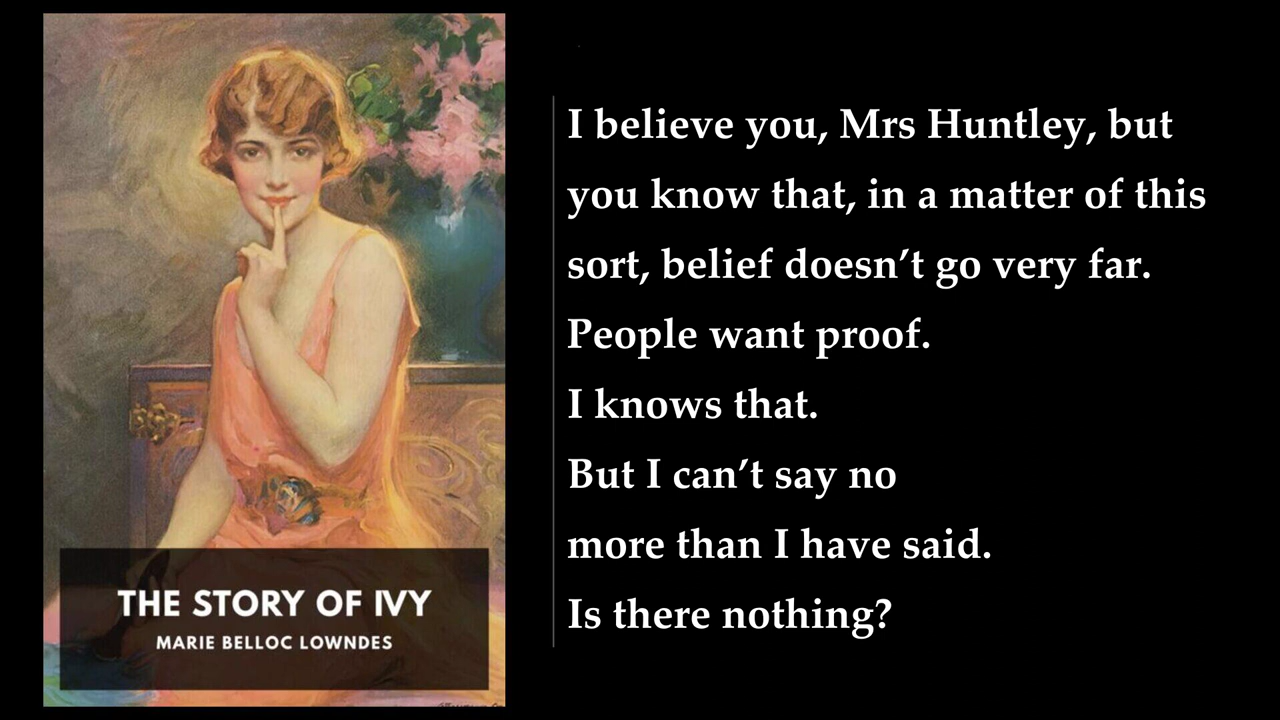 THE STORY OF IVY
MARIE BELLOC LOWNDES
I believe you, Mrs Huntley, but
you know that, in a matter of this
sort, belief doesn’t go very far.
People want proof.
I knows that.
But I can’t say no
more than I have said.
Is there nothing?